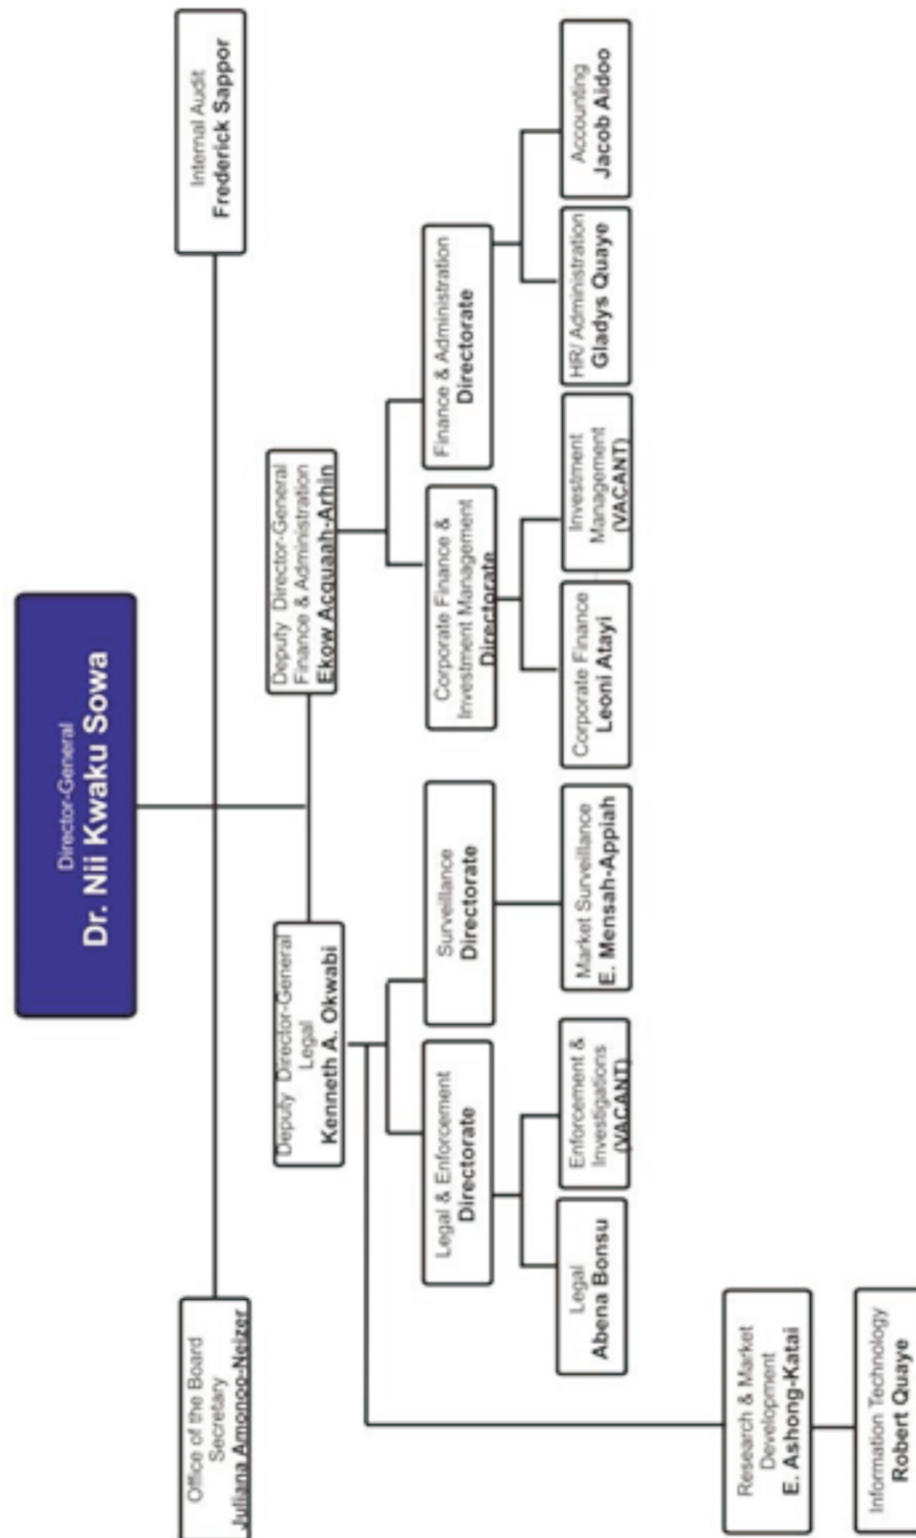 Director-General
Dr. Nii Kwaku Sowa
Office of the Board
Secretary
Juliana Amonoo-Neizer
Internal Audit
Frederick Sappor
Deputy Director-General
Legal
Kenneth A. Okwabi
Deputy Director-General
Finance & Administration
Ekow Acquaah-Arhin
Legal & Enforcement
Directorate
Surveillance
Directorate
Corporate Finance &
Investment Management
Directorate
Finance & Administration
Directorate
Legal
Abena Bonsu
Enforcement &
Investigations
(VACANT)
Market Surveillance
E. Mensah-Appiah
Corporate Finance
Leoni Atayi
Investment
Management
(VACANT)
HR/ Administration
Gladys Quaye
Accounting
Jacob Aidoo
Research & Market
Development
E. Ashong-Katai
Information Technology
Robert Quaye